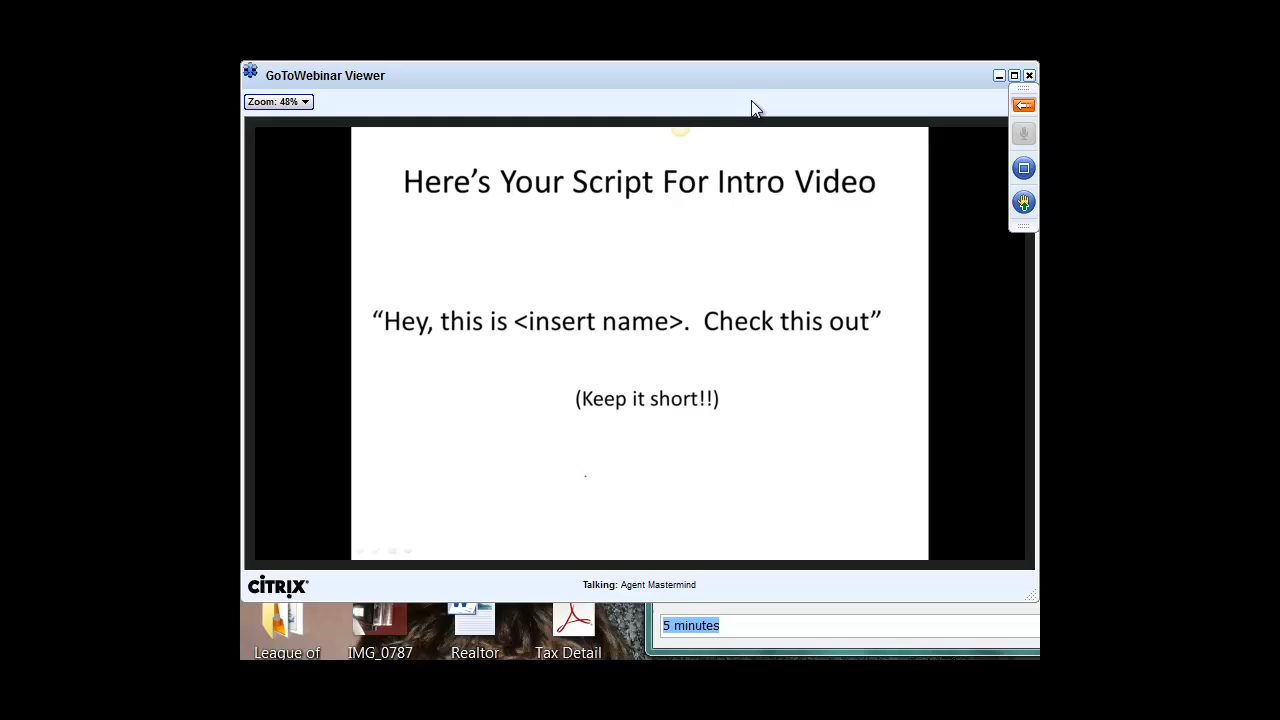 GoToWebinar Viewer
Zoom: 48%
Here's Your Script For Intro Video
“Hey, this is <insert name>.  Check this out”
(Keep it short!!)
CITRIX
Talking: Agent Mastermind
5 minutes
League of
IMG_0787
Realtor
Tax Detail